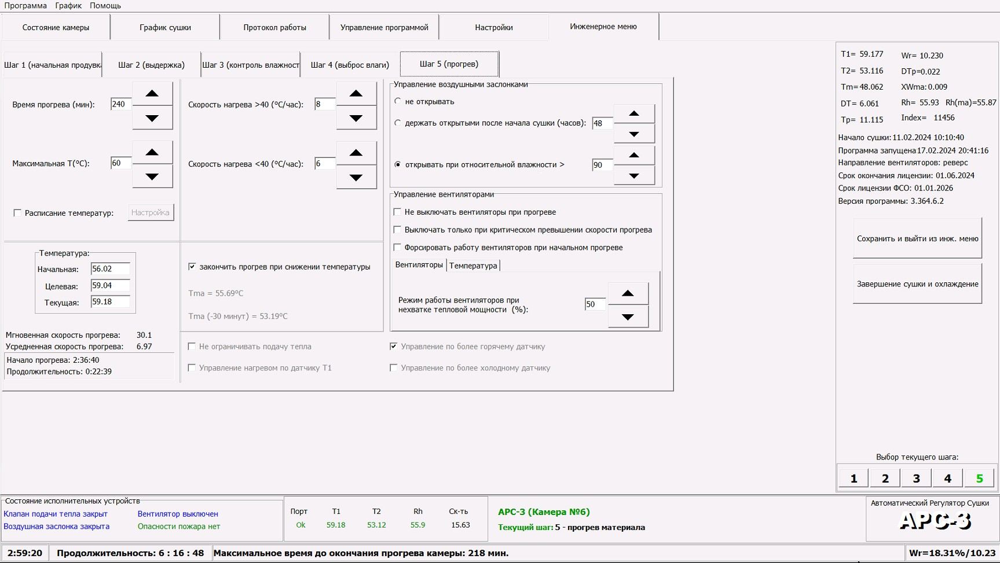 Программа График Помощь
Состояние камеры График сушки Протокол работы Управление программой Настройки Инженерное меню
Шаг 1 (начальная продувка Шаг 2 (выдержка) Шаг 3 (контроль влажност Шаг 4 (выброс влаги) Шаг 5 (прогрев)
Время прогрева (мин): 240
Максимальная T(ºC): 60
Расписание температур: Настройка
Скорость нагрева >40 (ºC/час): 8
Скорость нагрева <40 (ºC/час): 6
Управление воздушными заслонками
не открывать
держать открытыми после начала сушки (часов): 48
открывать при относительной влажности > 90
Управление вентиляторами
Не выключать вентиляторы при прогреве
Выключать только при критическом превышении скорости прогрева
Форсировать работу вентиляторов при начальном прогреве
Вентиляторы Температура
Режим работы вентиляторов при
нехватке тепловой мощности (%): 50
Температура:
Начальная: 56.02
Целевая: 59.04
Текущая: 59.18
Мгновенная скорость прогрева: 30.1
Усредненная скорость прогрева: 6.97
Начало прогрева: 2:36:40
Продолжительность: 0:22:39
закончить прогрев при снижении температуры
Tma = 55.69ºC
Tma (-30 минут) = 53.19ºC
Не ограничивать подачу тепла
Управление нагревом по датчику T1
Управление по более горячему датчику
Управление по более холодному датчику
T1= 59.177 Wr= 10.230
T2= 53.116 DTp=0.022
Tm= 48.062 XWma: 0.009
DT= 6.061 Rh= 55.93 Rh(ma)=55.87
Tp= 11.115 Index= 11456
Начало сушки: 11.02.2024 10:10:40
Программа запущена 17.02.2024 20:41:16
Направление вентиляторов: реверс
Срок окончания лицензии: 01.06.2024
Срок лицензии ФСО: 01.01.2026
Версия программы: 3.364.6.2
Сохранить и выйти из инж. меню
Завершение сушки и охлаждение
Выбор текущего шага:
1 2 3 4 5
Состояние исполнительных устройств
Клапан подачи тепла закрыт Вентилятор выключен
Воздушная заслонка закрыта Опасности пожара нет
Порт T1 T2 Rh Ск-ть
Ok 59.18 53.12 55.9 15.63
АРС-3 (Камера №6)
Текущий шаг: 5 - прогрев материала
Автоматический Регулятор Сушки
АРС-3
2:59:20 Продолжительность: 6 : 16 : 48 Максимальное время до окончания прогрева камеры: 218 мин. Wr=18.31%/10.23